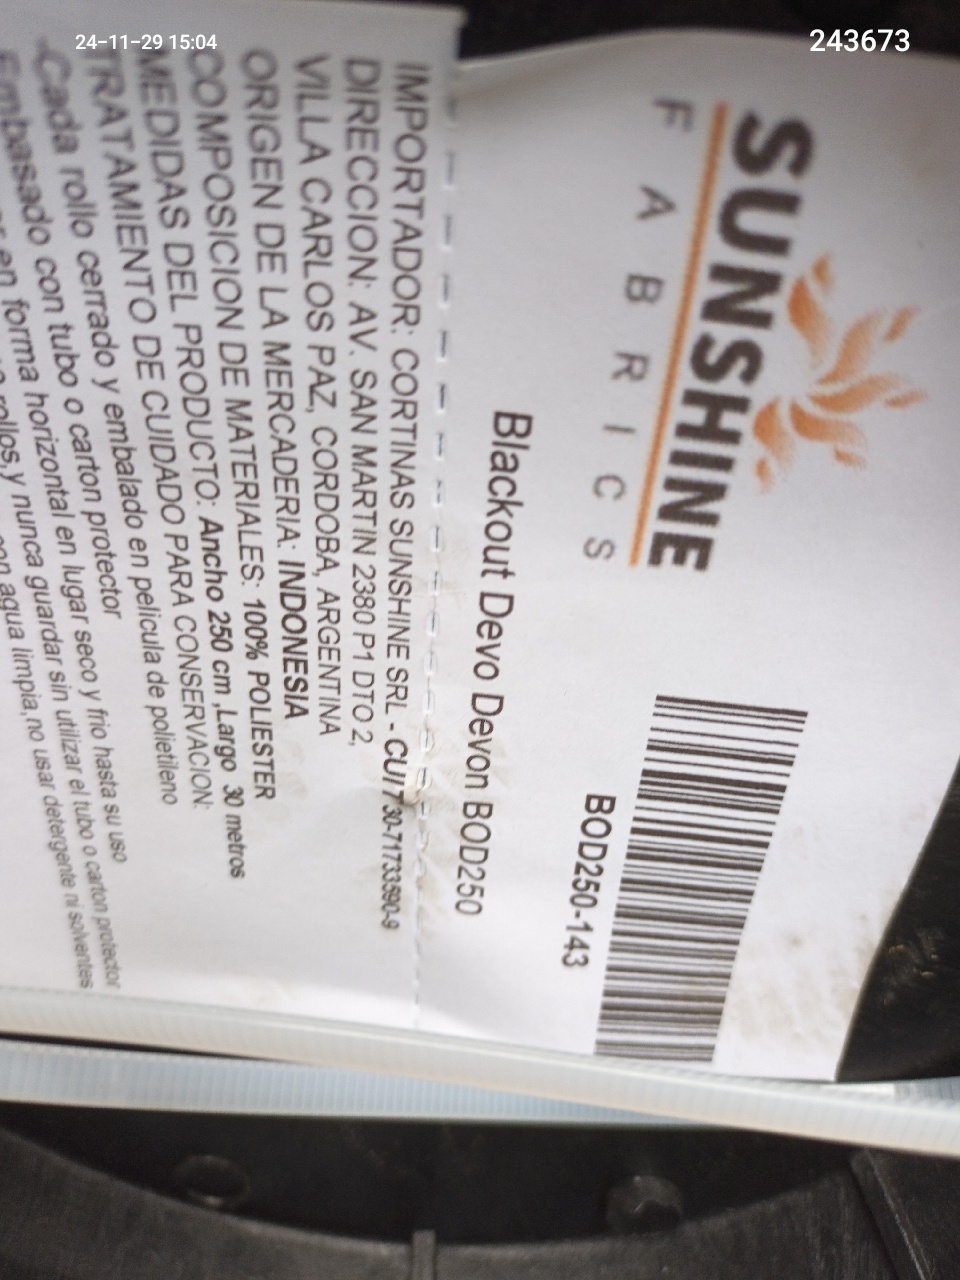 24-11-29 15:04
243673
SUNSHINE
FABRICS
BOD250-143
Blackout Devo Devon BOD250
IMPORTADOR: CORTINAS SUNSHINE SRL - CUIT 30-71733590-9
DIRECCION: AV. SAN MARTIN 2380 P1 DTO 2,
VILLA CARLOS PAZ, CORDOBA, ARGENTINA
ORIGEN DE LA MERCADERIA: INDONESIA
COMPOSICION DE MATERIALES: 100% POLIESTER
MEDIDAS DEL PRODUCTO: Ancho 250 cm ,Largo 30 metros
TRATAMIENTO DE CUIDADO PARA CONSERVACION:
.Cada rollo cerrado y embalado en pelicula de polietileno
Embasado con tubo o carton protector
en forma horizontal en lugar seco y frio hasta su uso
rollos,y nunca guardar sin utilizar el tubo o carton protector
con agua limpia,no usar detergente ni solventes